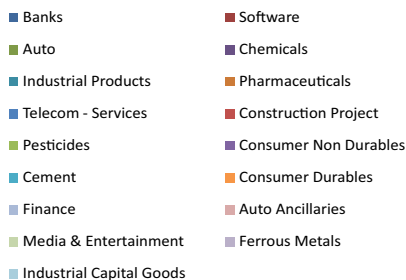 Banks
Software
Auto
Chemicals
Industrial Products
Pharmaceuticals
Telecom - Services
Construction Project
Pesticides
Consumer Non Durables
Cement
Consumer Durables
Finance
Auto Ancillaries
Media & Entertainment
Ferrous Metals
Industrial Capital Goods